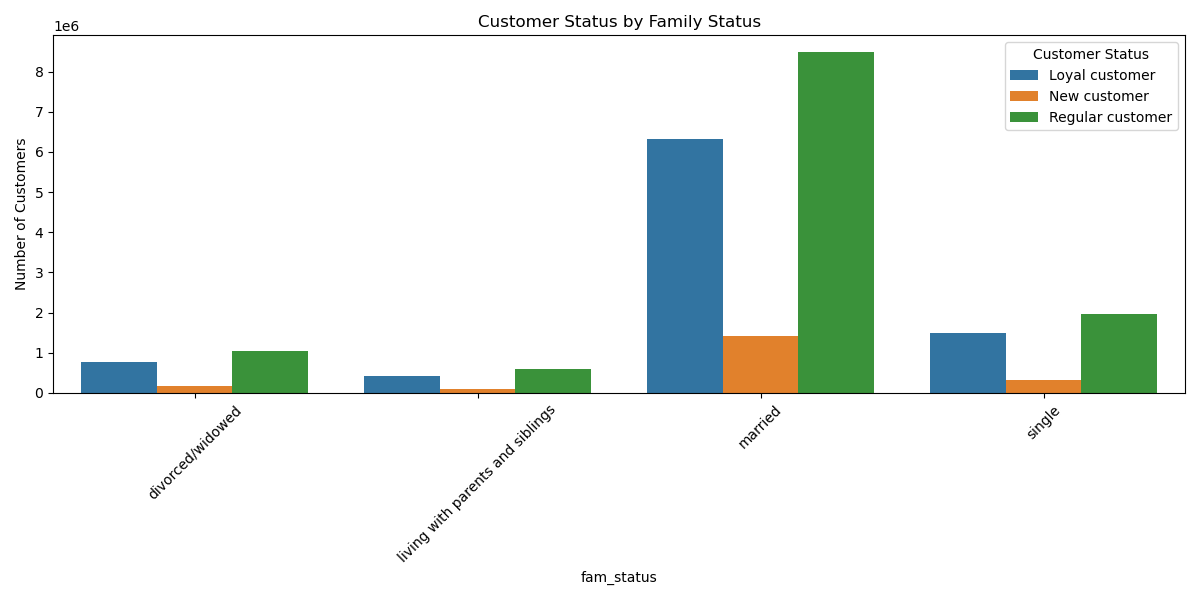 Customer Status by Family Status
1e6
Number of Customers
8
7
6
5
4
3
2
1
0
Customer Status
Loyal customer
New customer
Regular customer
divorced/widowed
living with parents and siblings
married
single
fam_status